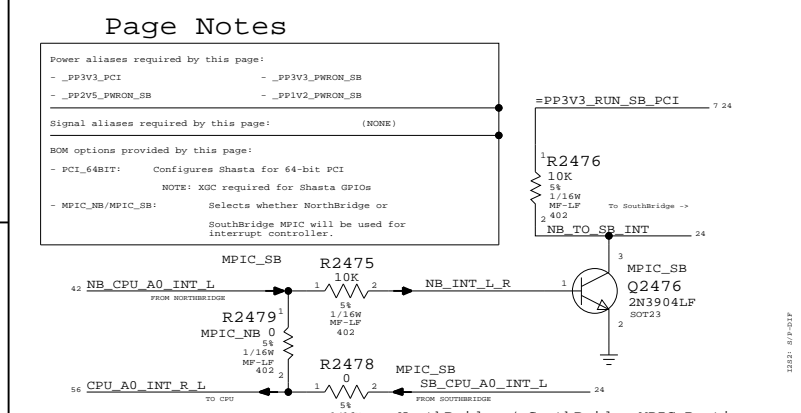 Page Notes
Power aliases required by this page:
- _PP3V3_PCI - _PP3V3_PWRON_SB
- _PP2V5_PWRON_SB - _PP1V2_PWRON_SB
Signal aliases required by this page: (NONE)
BOM options provided by this page:
- PCI_64BIT: Configures Shasta for 64-bit PCI
NOTE: XGC required for Shasta GPIOs
- MPIC_NB/MPIC_SB: Selects whether NorthBridge or
SouthBridge MPIC will be used for
interrupt controller.
=PP3V3_RUN_SB_PCI 7 24
1
R2476
10K
5%
1/16W
MF-LF
402
2
To SouthBridge ->
NB_TO_SB_INT 24
MPIC_SB
R2475
10K
42 NB_CPU_A0_INT_L 1 2 NB_INT_L_R 1
FROM NORTHBRIDGE
5%
1/16W
MF-LF
402
3
MPIC_SB
Q2476
2N3904LF
SOT23
2
R2479 1
MPIC_NB 0
5%
1/16W
MF-LF
402 2
R2478
0
MPIC_SB
56 CPU_A0_INT_R_L 1 2 SB_CPU_A0_INT_L 24
TO CPU
FROM SOUTHBRIDGE
5%
I2S2: S/P-DIF